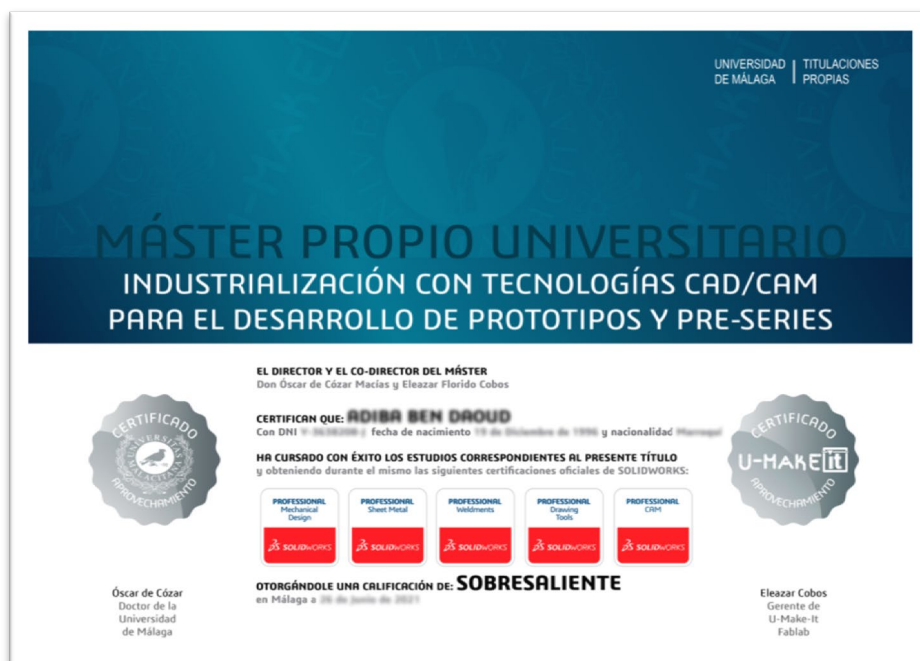 UNIVERSIDAD DE MÁLAGA | TITULACIONES PROPIAS
MÁSTER PROPIO UNIVERSITARIO
INDUSTRIALIZACIÓN CON TECNOLOGÍAS CAD/CAM
PARA EL DESARROLLO DE PROTOTIPOS Y PRE-SERIES
EL DIRECTOR Y EL CO-DIRECTOR DEL MÁSTER
Don Óscar de Cózar Macías y Eleazar Florido Cobos
CERTIFICAN QUE:
Con DNI fecha de nacimiento y nacionalidad
HA CURSADO CON ÉXITO LOS ESTUDIOS CORRESPONDIENTES AL PRESENTE TÍTULO
y obteniendo durante el mismo las siguientes certificaciones oficiales de SOLIDWORKS:
CERTIFICADO
UNIVERSITAS MALACITANA
APROVECHAMIENTO
CERTIFICADO
U-MAKE it
APROVECHAMIENTO
PROFESSIONAL
Mechanical
Design
SOLIDWORKS
PROFESSIONAL
Sheet Metal
SOLIDWORKS
PROFESSIONAL
Weldments
SOLIDWORKS
PROFESSIONAL
Drawing
Tools
SOLIDWORKS
PROFESSIONAL
CAM
SOLIDWORKS
OTORGÁNDOLE UNA CALIFICACIÓN DE: SOBRESALIENTE
en Málaga a
Óscar de Cózar
Doctor de la
Universidad
de Málaga
Eleazar Cobos
Gerente de
U-Make-It
Fablab